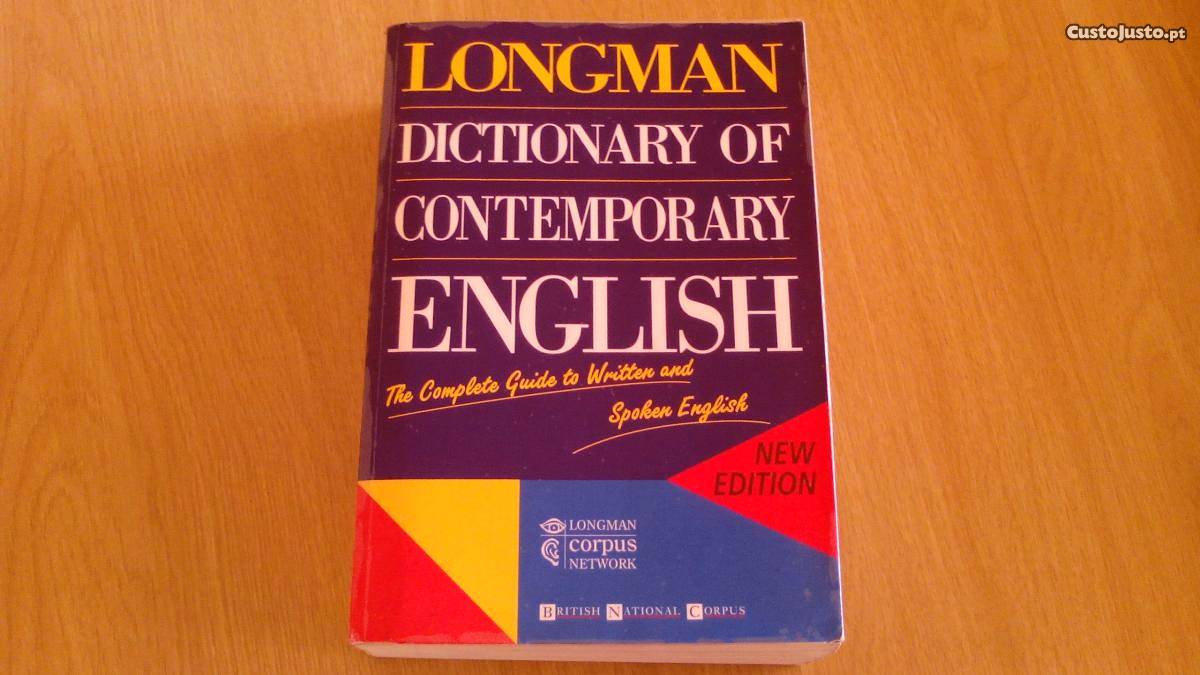 CustoJusto.pt
LONGMAN
DICTIONARY OF
CONTEMPORARY
ENGLISH
The Complete Guide to Written and
Spoken English
NEW
EDITION
LONGMAN
corpus
NETWORK
BRITISH NATIONAL CORPUS